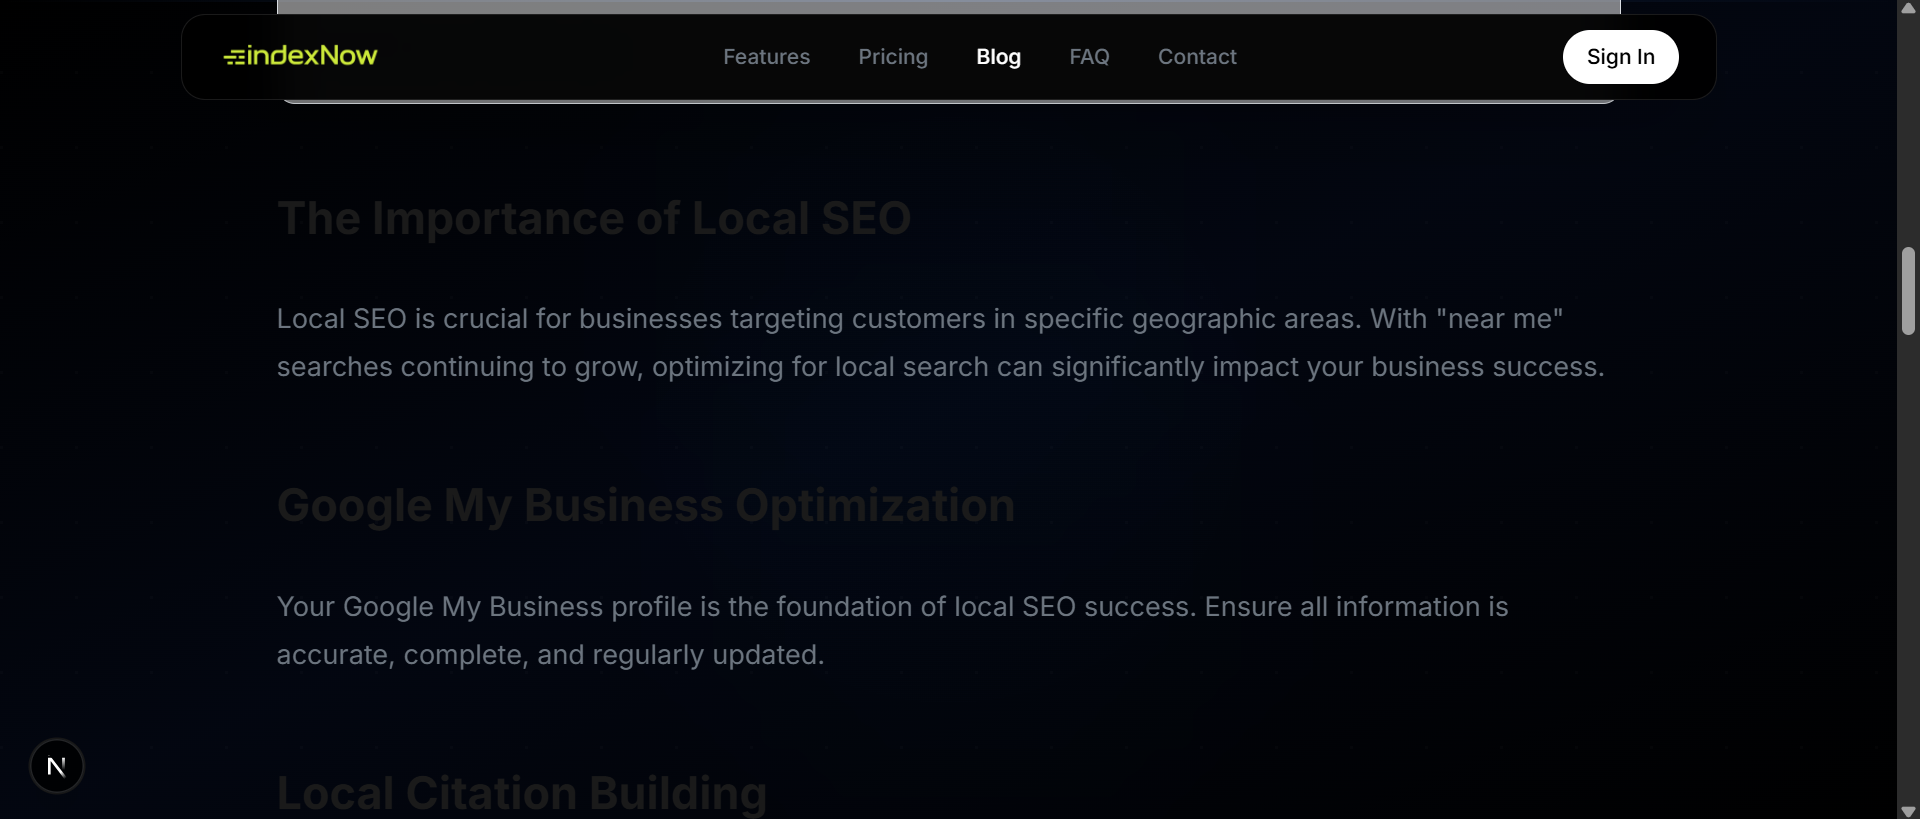 indexNow
Features
Pricing
Blog
FAQ
Contact
Sign In
The Importance of Local SEO
Local SEO is crucial for businesses targeting customers in specific geographic areas. With "near me"
searches continuing to grow, optimizing for local search can significantly impact your business success.
Google My Business Optimization
Your Google My Business profile is the foundation of local SEO success. Ensure all information is
accurate, complete, and regularly updated.
N
Local Citation Building